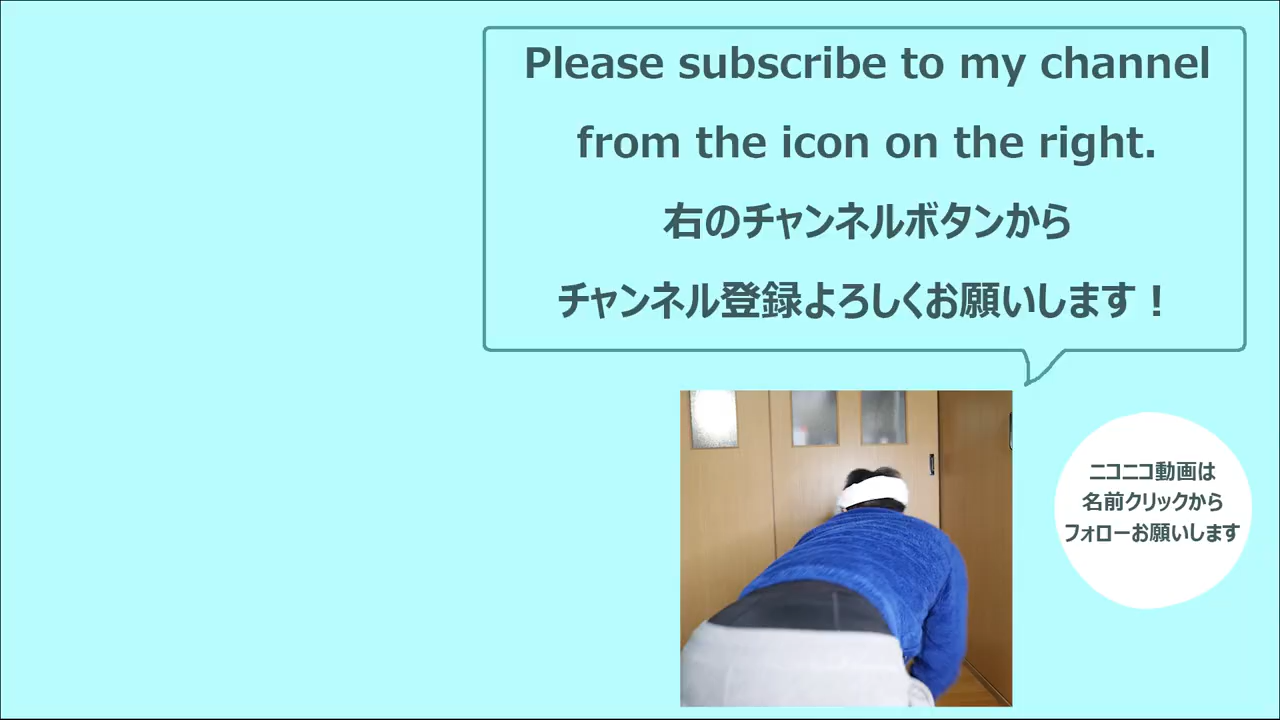 Please subscribe to my channel
from the icon on the right.
右のチャンネルボタンから
チャンネル登録よろしくお願いします！
ニコニコ動画は
名前クリックから
フォローお願いします